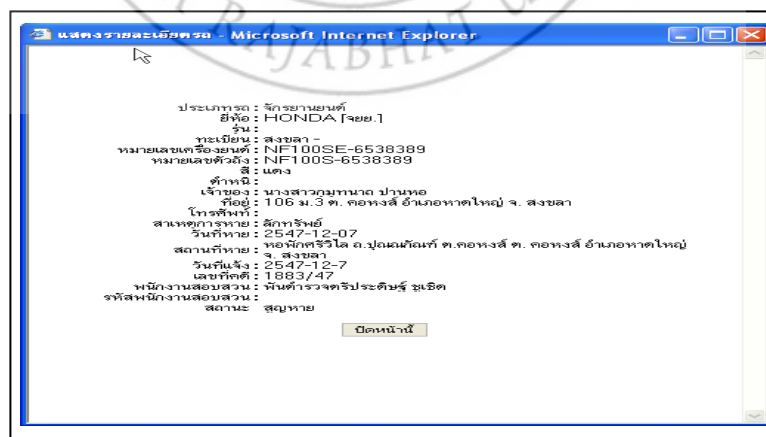 RAJABHAT U
แสดงรายละเอียดรถ - Microsoft Internet Explorer
ประเภทรถ : จักรยานยนต์
ยี่ห้อ : HONDA [จยย.]
รุ่น :
ทะเบียน : สงขลา -
หมายเลขเครื่องยนต์ : NF100SE-6538389
หมายเลขตัวถัง : NF100S-6538389
สี : แดง
ตำหนิ :
เจ้าของ : นางสาวกุมทนาถ ปานหอ
ที่อยู่ : 106 ม.3 ต. คอหงส์ อำเภอหาดใหญ่ จ. สงขลา
โทรศัพท์ :
สาเหตุการหาย : ลักทรัพย์
วันที่หาย : 2547-12-07
สถานที่หาย : หอพักศรีวิไล ถ.ปุณณกัณฑ์ ต.คอหงส์ ต. คอหงส์ อำเภอหาดใหญ่
จ. สงขลา
วันที่แจ้ง : 2547-12-7
เลขที่คดี : 1883/47
พนักงานสอบสวน : พันตำรวจตรีประดิษฐ์ ชูเชิด
รหัสพนักงานสอบสวน :
สถานะ สูญหาย
ปิดหน้านี้